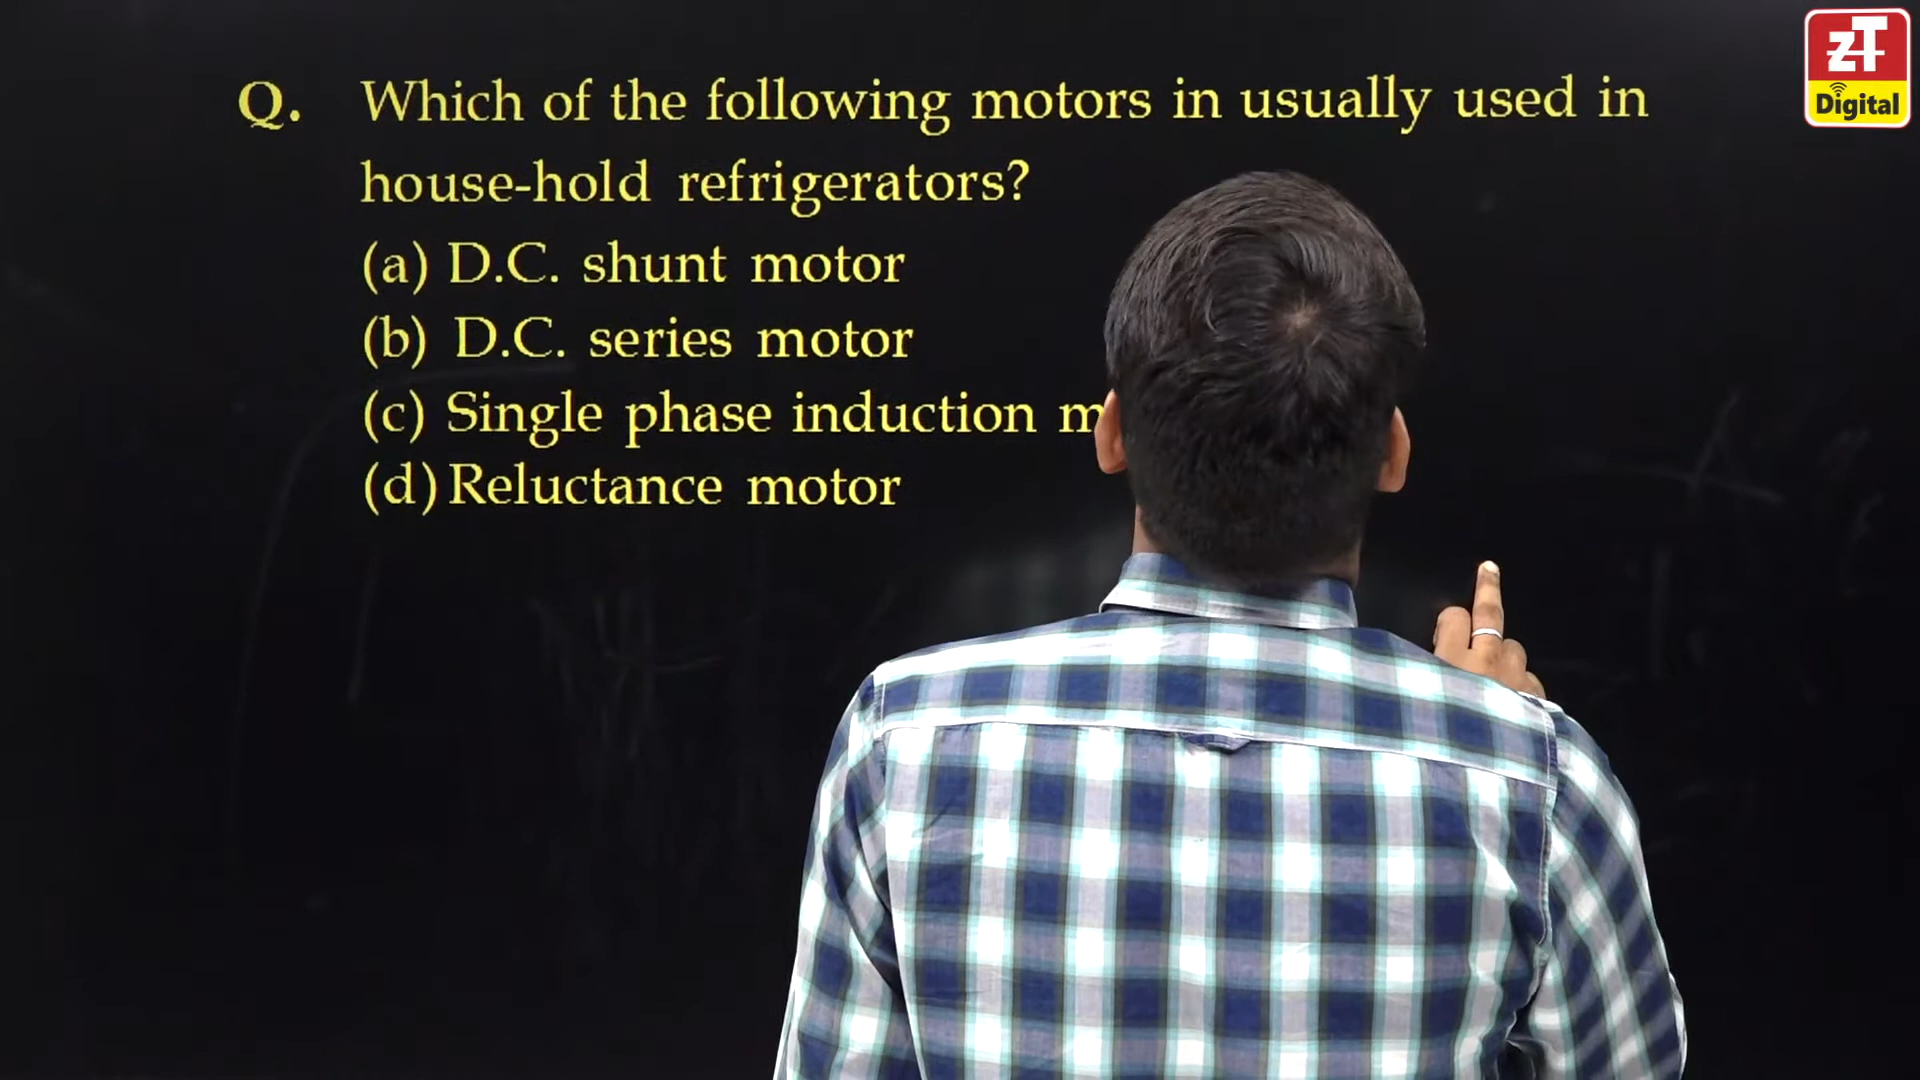 Q. Which of the following motors in usually used in
house-hold refrigerators?
(a) D.C. shunt motor
(b) D.C. series motor
(c) Single phase induction m
(d) Reluctance motor
ZT
Digital